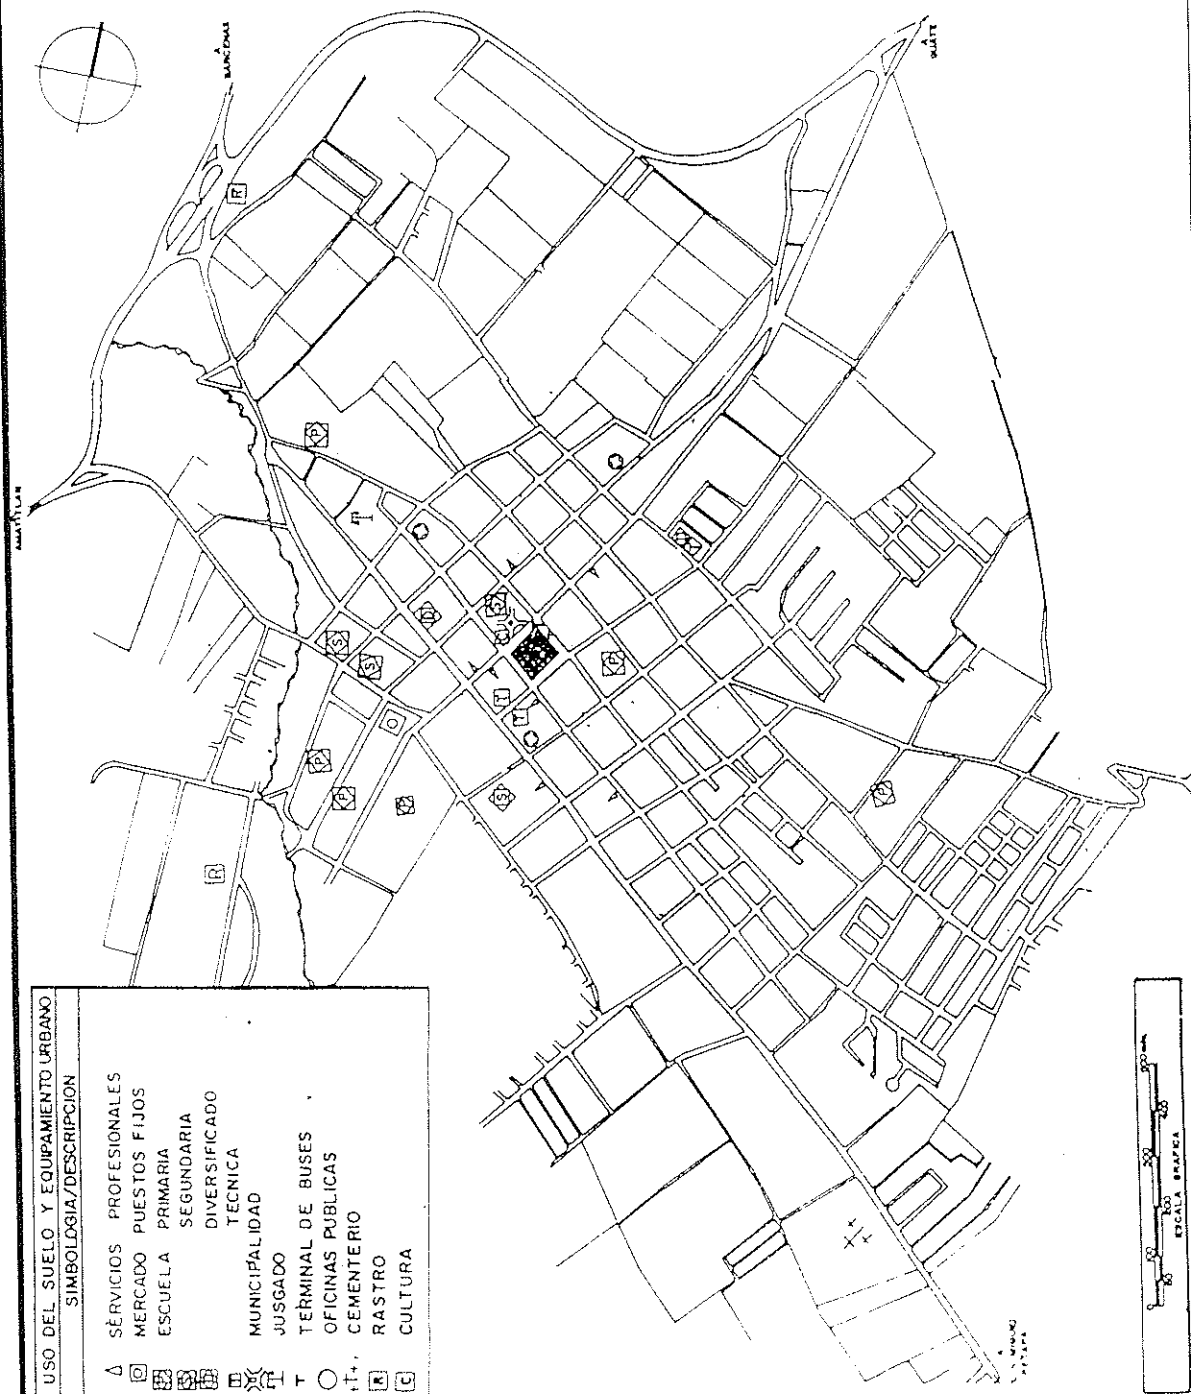 USO DEL SUELO Y EQUIPAMIENTO URBANO
SIMBOLOGIA/DESCRIPCION
SERVICIOS PROFESIONALES
MERCADO PUESTOS FIJOS
ESCUELA PRIMARIA
SEGUNDARIA
DIVERSIFICADO
TECNICA
MUNICIPALIDAD
JUSGADO
T TERMINAL DE BUSES
OFICINAS PUBLICAS
CEMENTERIO
R RASTRO
C CULTURA
AMATITLAN
A
BARCENAS
A
R
P
T
S
S
D
S
P
T
O
P
P
S
P
R
A
ESCALA GRAFICA